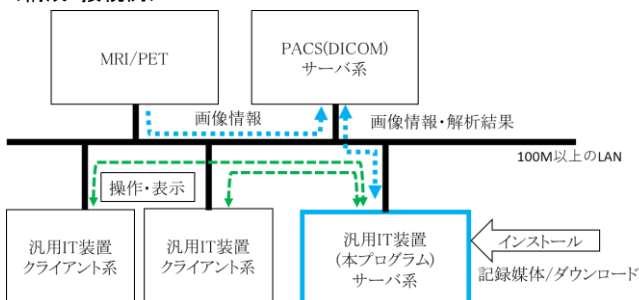 MRI/PET
PACS(DICOM)
サーバ系
画像情報
画像情報・解析結果
100M以上のLAN
操作・表示
汎用IT装置
クライアント系
汎用IT装置
クライアント系
汎用IT装置
(本プログラム)
サーバ系
インストール
記録媒体/ダウンロード